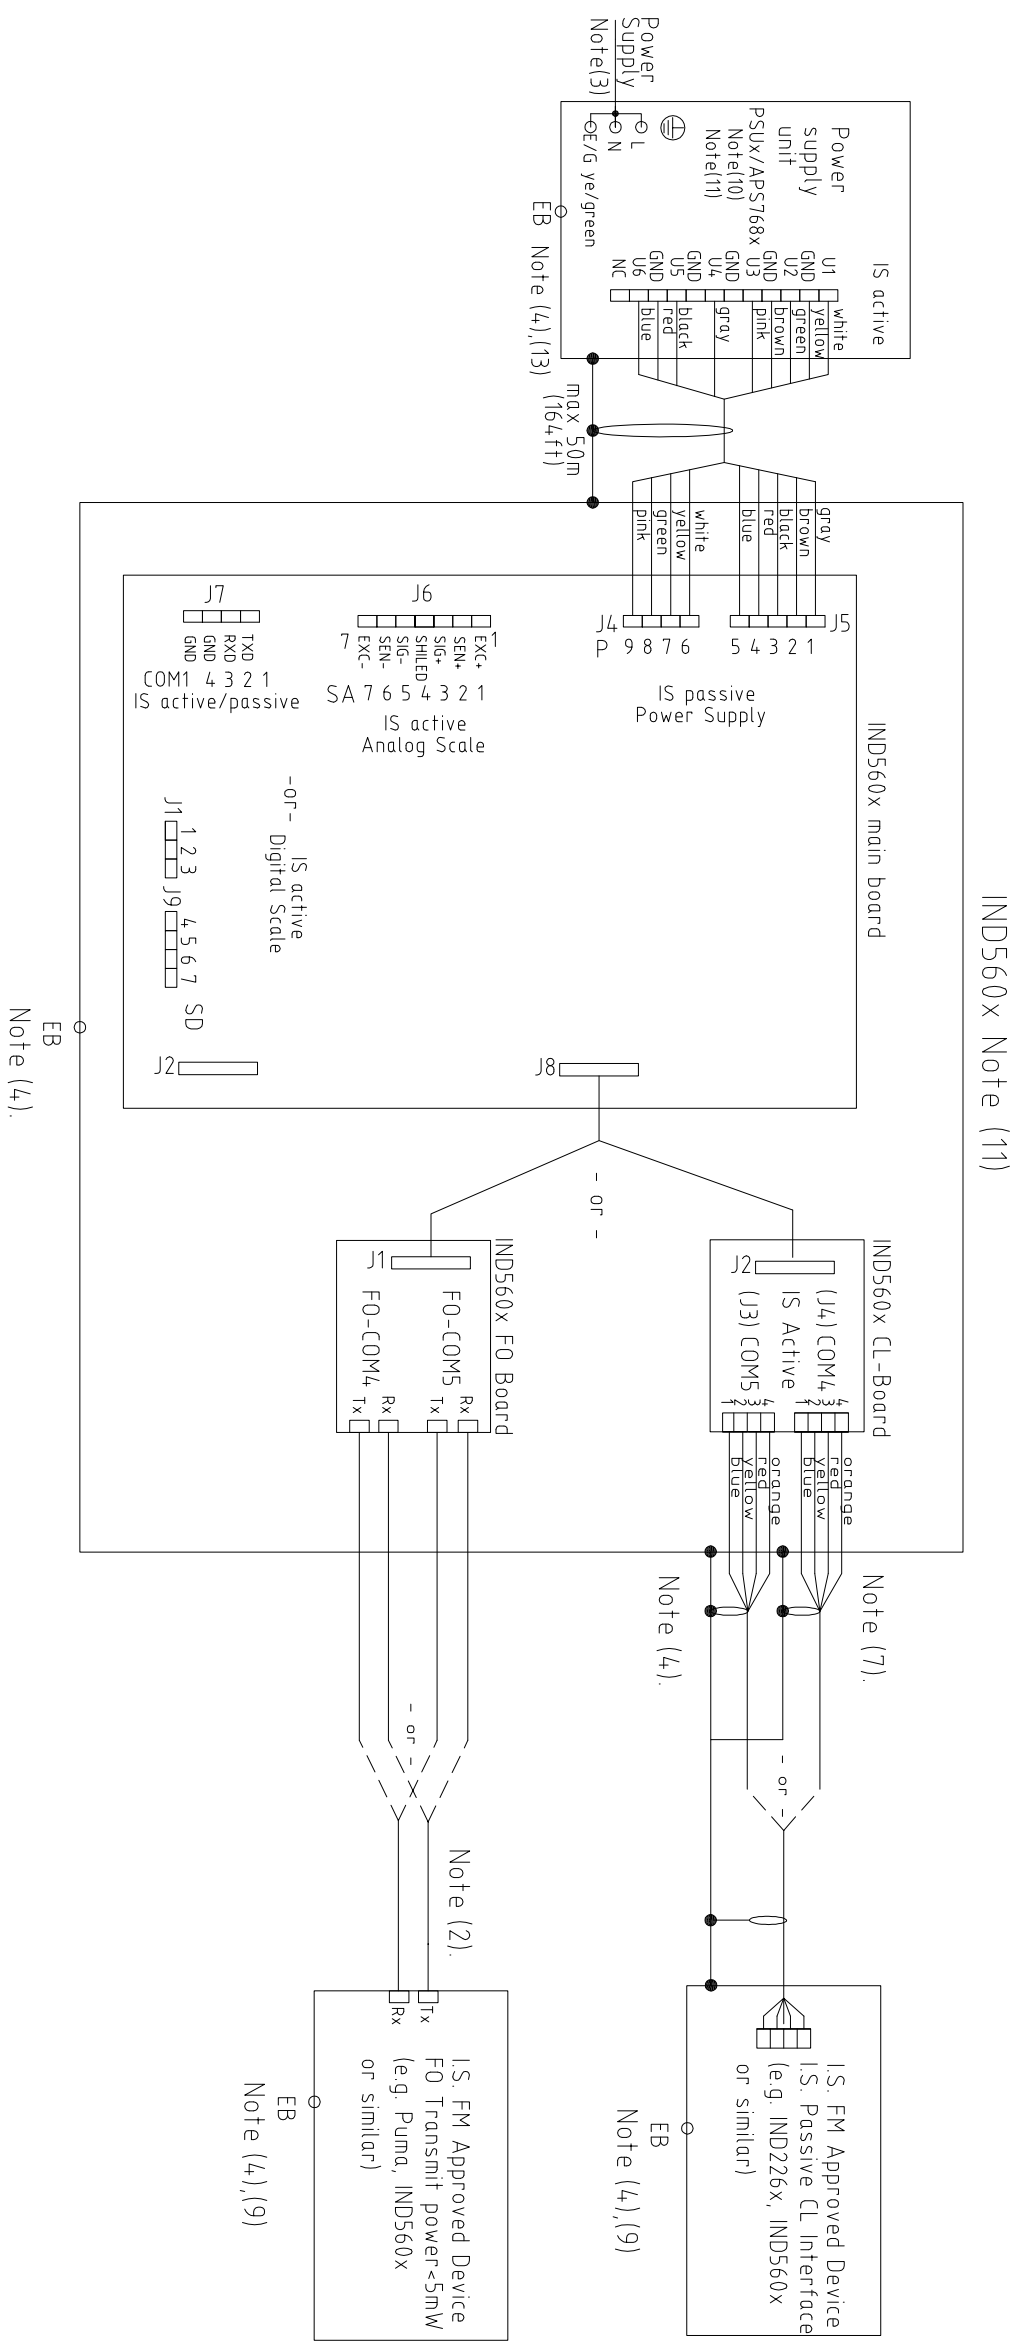 IND560x Note (11)
Power
Supply
Note(3)
L
N
E/G ye/green
Power
supply
unit
PSUx/APS768x
Note(10)
Note(11)
IS active
U1
GND
U2
GND
U3
GND
U4
GND
U5
GND
U6
NC
white
yellow
green
brown
pink
gray
black
red
blue
EB Note (4),(13)
max 50m
(164ft)
gray
brown
black
red
blue
white
yellow
green
pink
J5
1
2
3
4
5
J4
6
7
8
9
P
IS passive
Power Supply
IND560x main board
J6
1
7
EXC+
SEN+
SIG+
SHILED
SIG-
SEN-
EXC-
SA 7 6 5 4 3 2 1
IS active
Analog Scale
J7
TXD
RXD
GND
GND
COM1 4 3 2 1
IS active/passive
-or-
IS active
Digital Scale
J1
1 2 3
J9
4 5 6 7
SD
J2
J8
EB
Note (4).
- or -
IND560x CL-Board
J2
(J4) COM4
IS Active
(J3) COM5
4
3
2
1
4
3
2
1
orange
red
yellow
blue
orange
red
yellow
blue
Note (7).
Note (4).
- or -
I.S. FM Approved Device
I.S. Passive CL Interface
(e.g. IND226x, IND560x
or similar)
EB
Note (4),(9)
IND560x FO Board
J1
FO-COM5
FO-COM4
Rx
Tx
Rx
Tx
- or -
Note (2).
Tx
Rx
I.S. FM Approved Device
FO Transmit power<5mW
(e.g. Puma, IND560x
or similar)
EB
Note (4),(9)